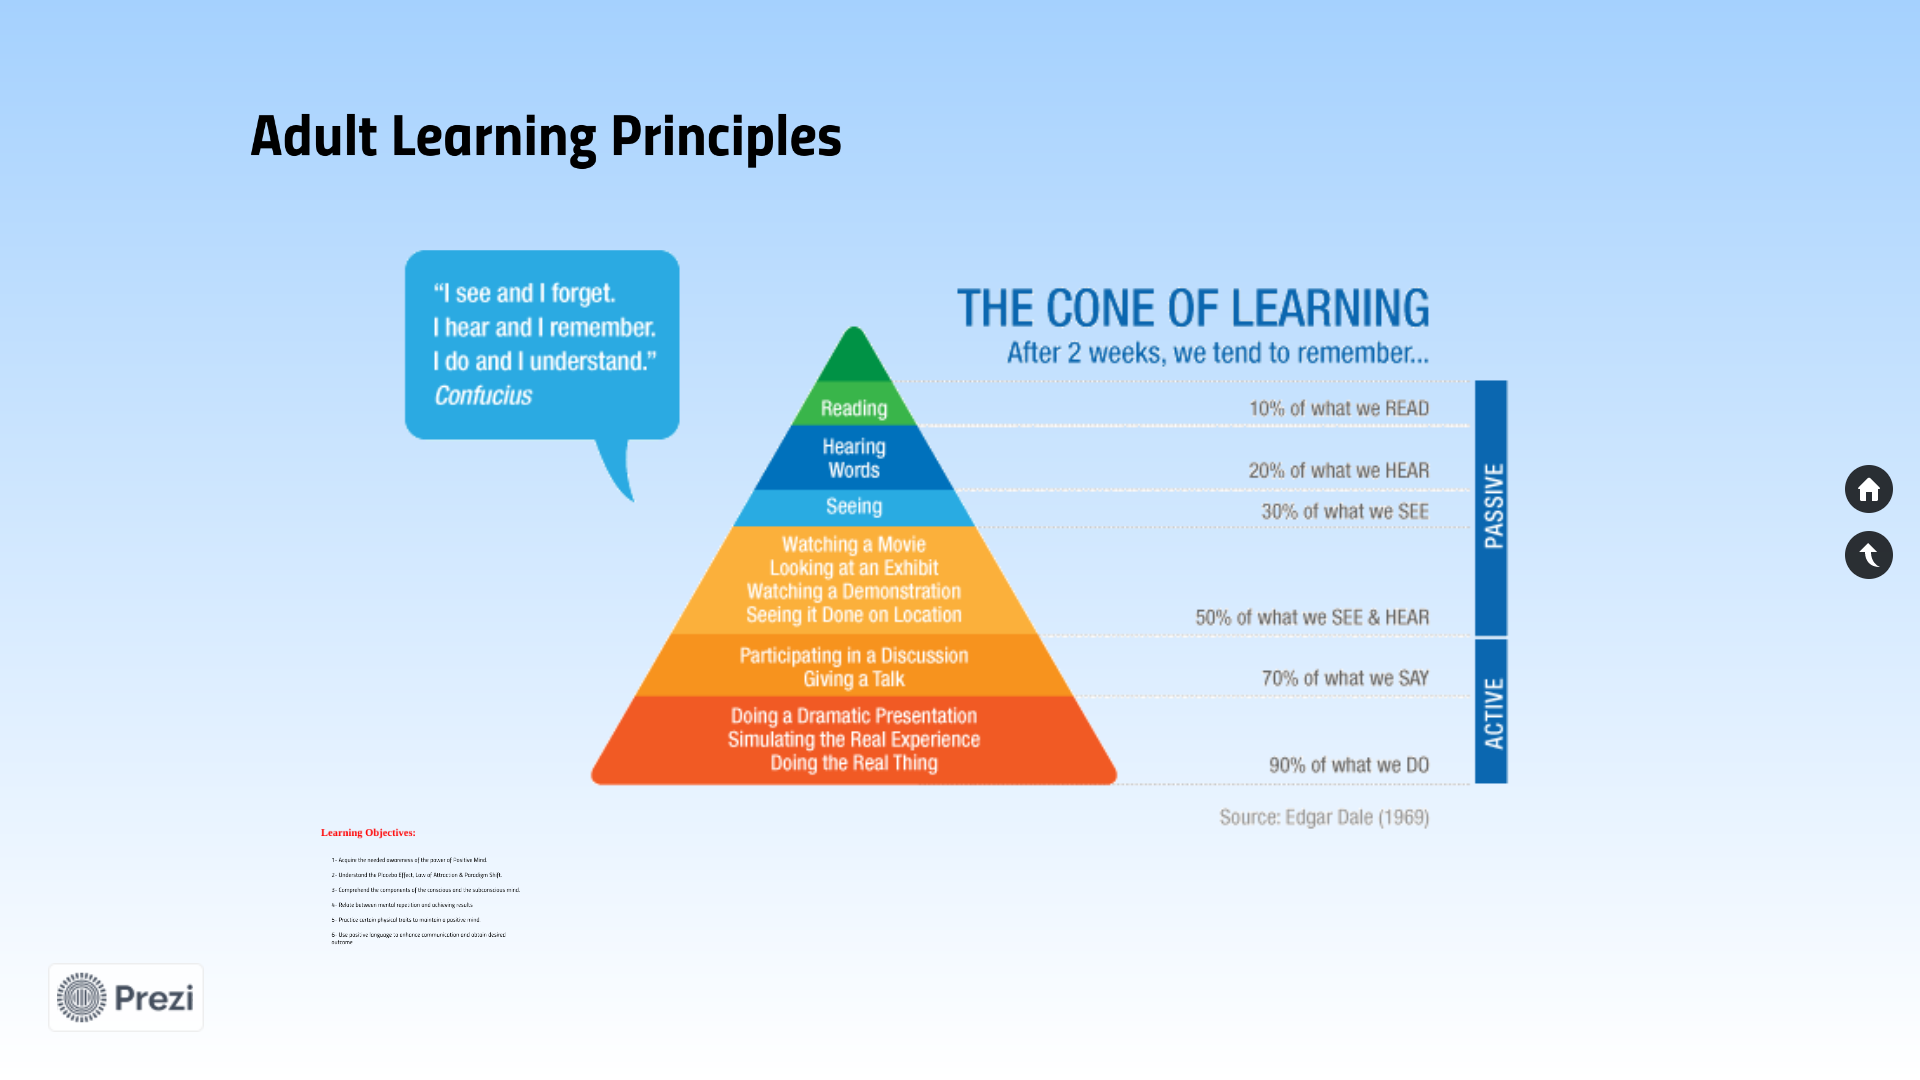 Adult Learning Principles
“I see and I forget.
I hear and I remember.
I do and I understand.”
Confucius
THE CONE OF LEARNING
After 2 weeks, we tend to remember...
Reading
10% of what we READ
Hearing
Words
20% of what we HEAR
Seeing
30% of what we SEE
Watching a Movie
Looking at an Exhibit
Watching a Demonstration
Seeing it Done on Location
50% of what we SEE & HEAR
PASSIVE
Participating in a Discussion
Giving a Talk
70% of what we SAY
Doing a Dramatic Presentation
Simulating the Real Experience
Doing the Real Thing
90% of what we DO
ACTIVE
Source: Edgar Dale (1969)
Learning Objectives:
1- Acquire the needed awareness of the power of Positive Mind.
2- Understand the Placebo Effect, Law of Attraction & Paradigm Shift.
3- Comprehend the components of the conscious and the subconscious mind.
4- Relate between mental repetition and achieving results
5- Practice certain physical traits to maintain a positive mind
6- Use positive language to enhance communication and obtain desired
outcome
Prezi